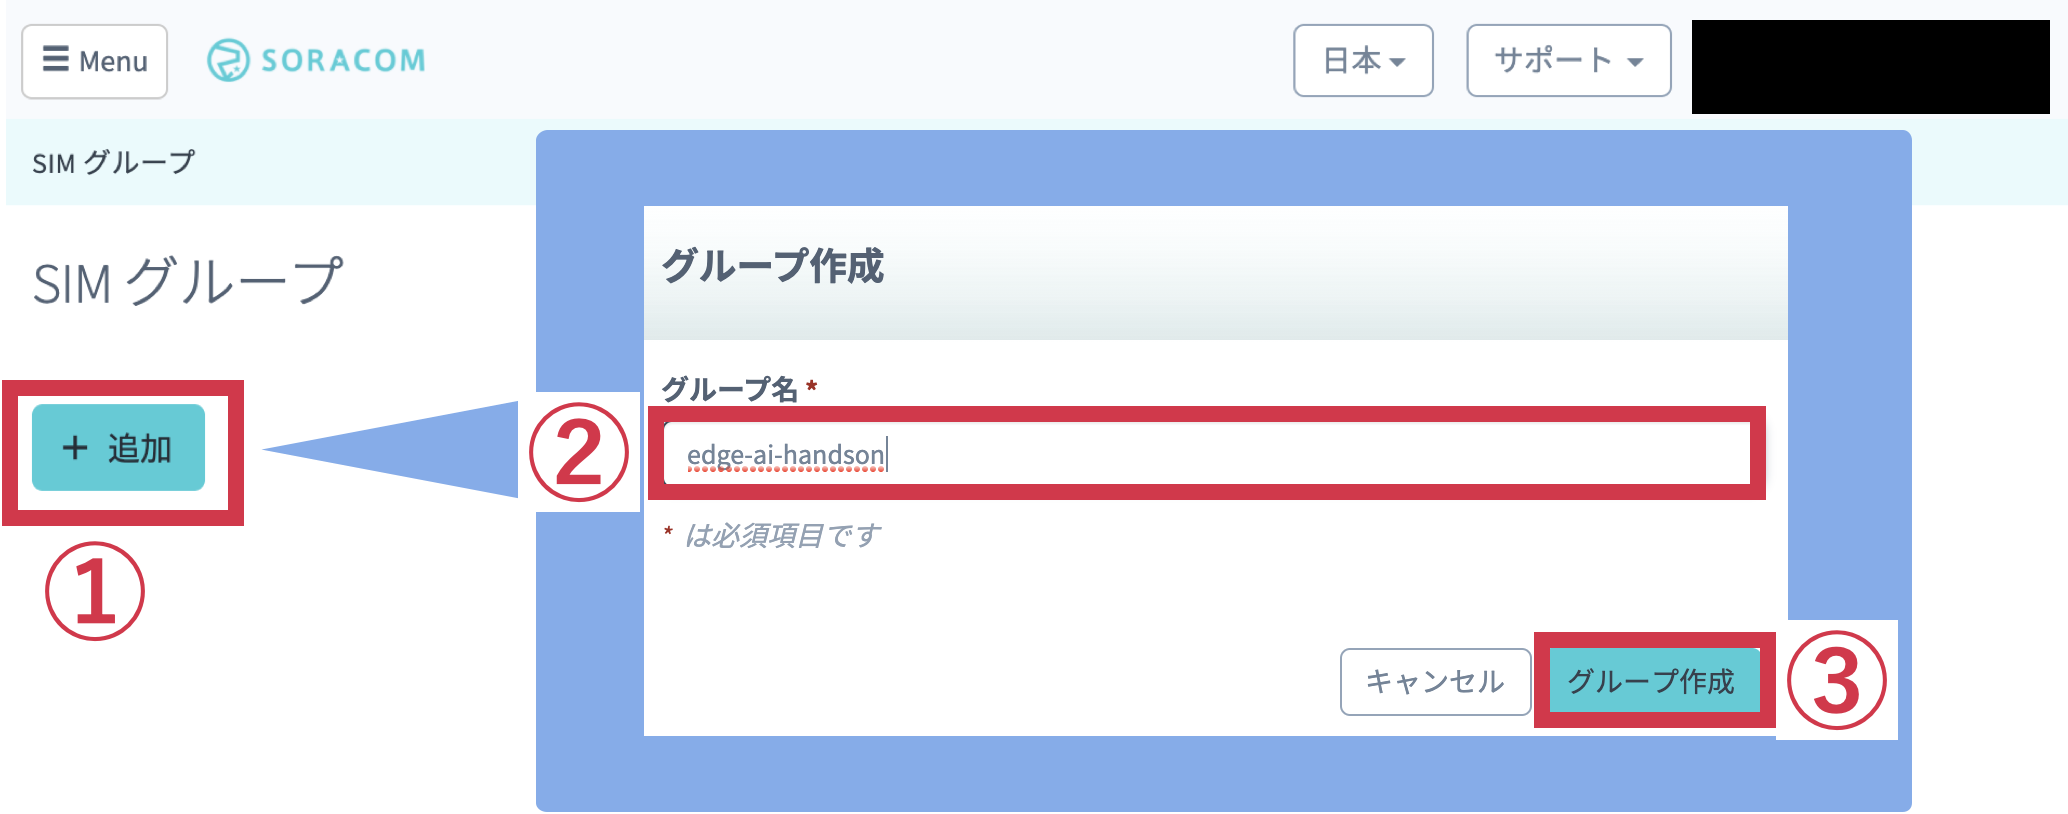 Menu
SORACOM
日本
サポート
SIM グループ
SIM グループ
+ 追加
①
グループ作成
グループ名 *
②
edge-ai-handson
* は必須項目です
キャンセル
グループ作成
③